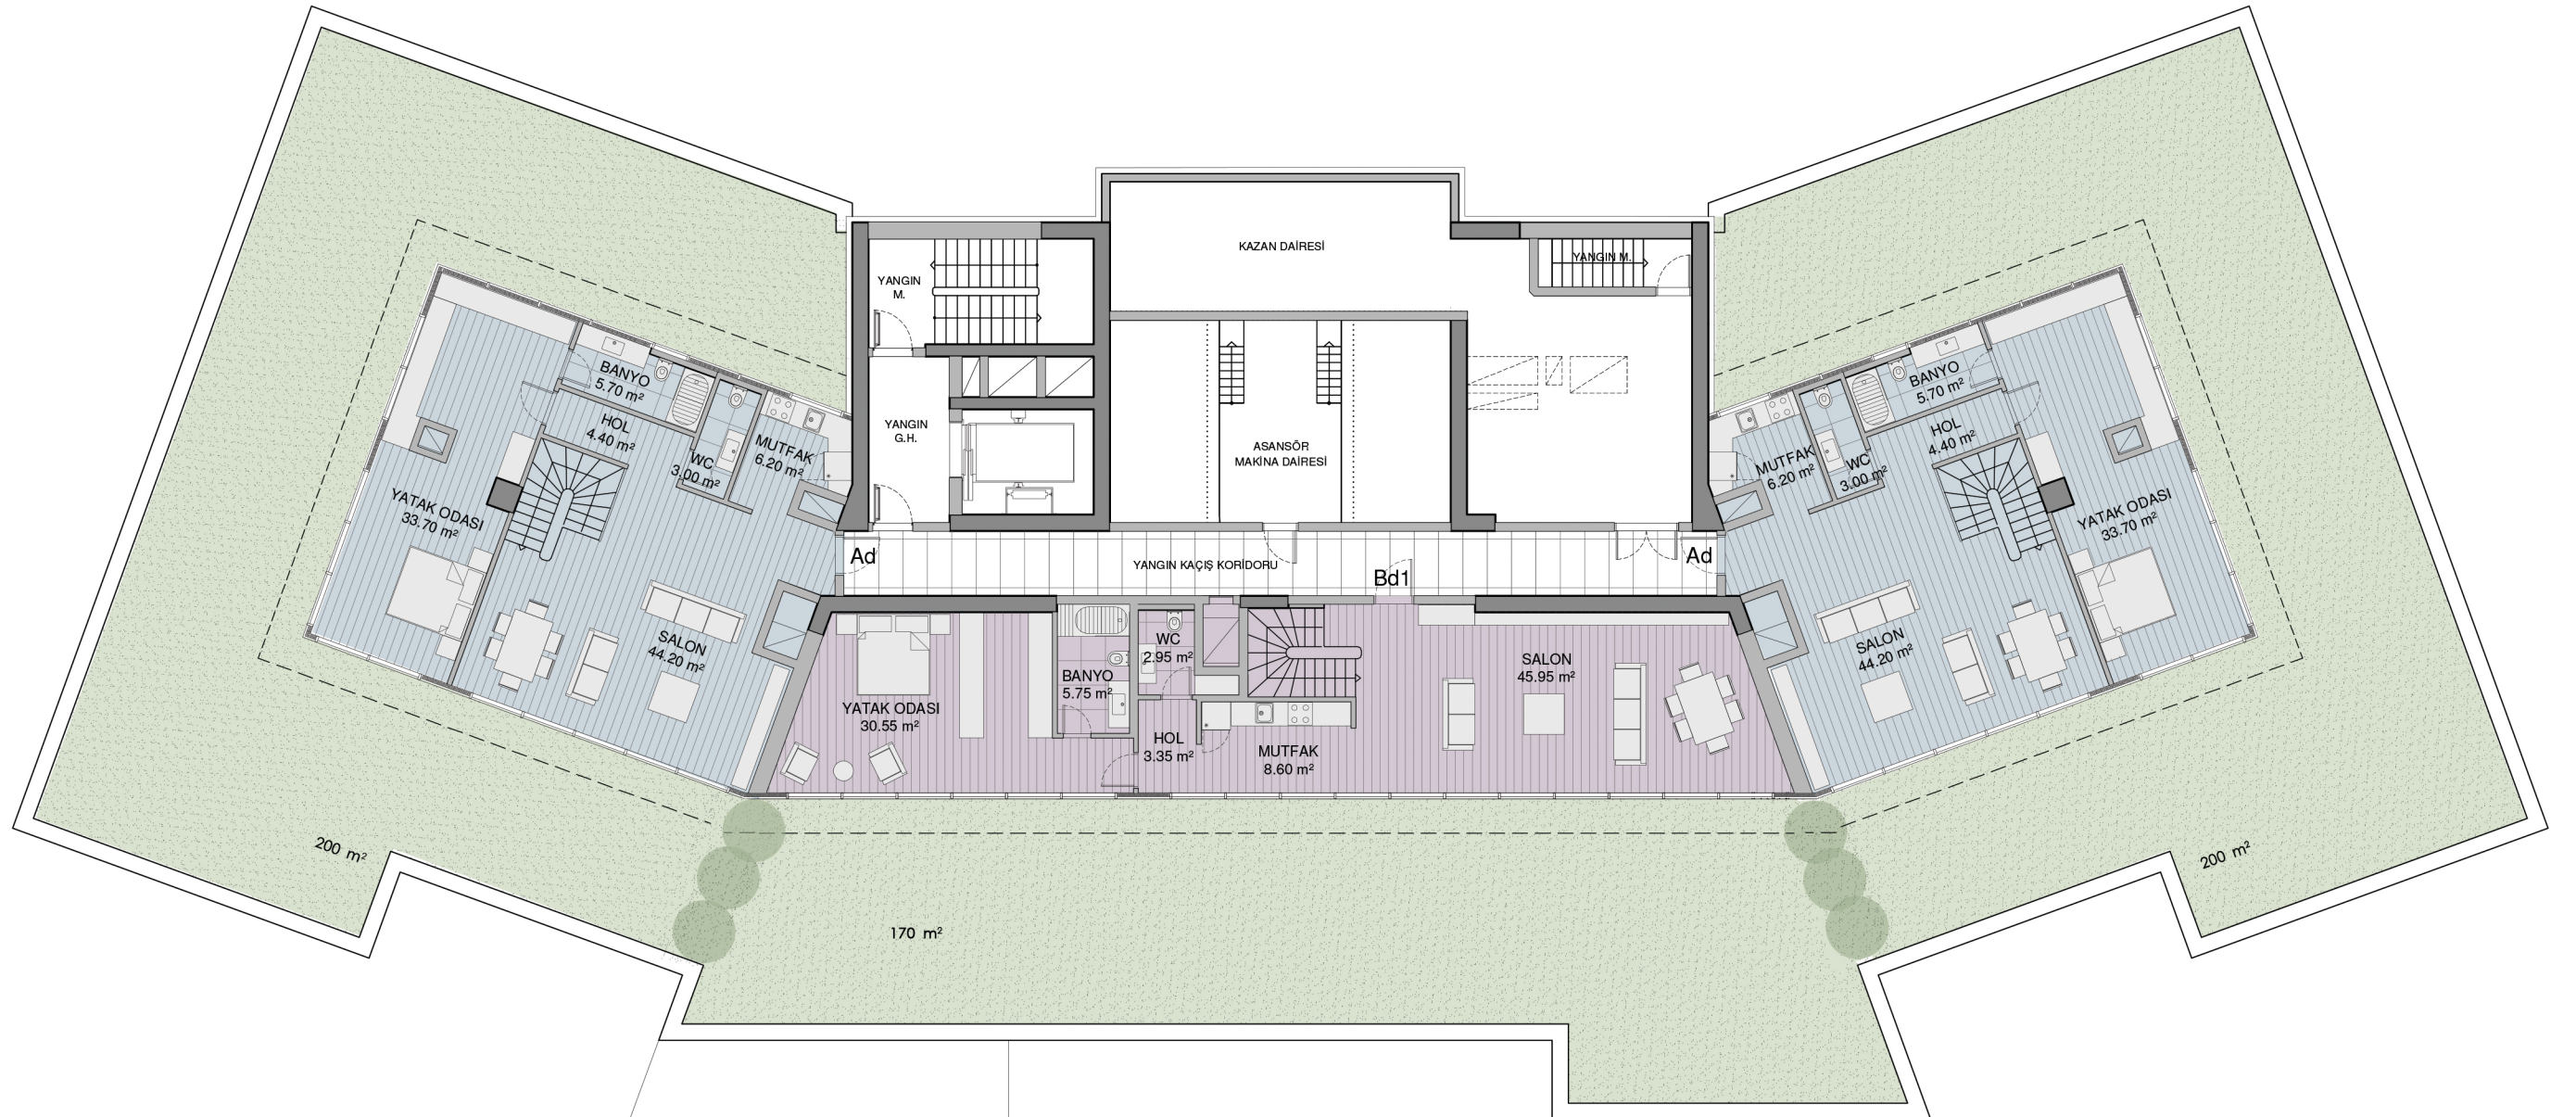 KAZAN DAİRESİ
YANGIN
M.
YANGIN M.
BANYO
5.70 m²
HOL
4.40 m²
WC
3.00 m²
MUTFAK
6.20 m²
YATAK ODASI
33.70 m²
SALON
44.20 m²
200 m²
YANGIN
G.H.
ASANSÖR
MAKİNA DAİRESİ
Ad
YANGIN KAÇIŞ KORİDORU
Bd1
Ad
YATAK ODASI
30.55 m²
BANYO
5.75 m²
WC
2.95 m²
HOL
3.35 m²
MUTFAK
8.60 m²
SALON
45.95 m²
170 m²
BANYO
5.70 m²
HOL
4.40 m²
WC
3.00 m²
MUTFAK
6.20 m²
YATAK ODASI
33.70 m²
SALON
44.20 m²
200 m²